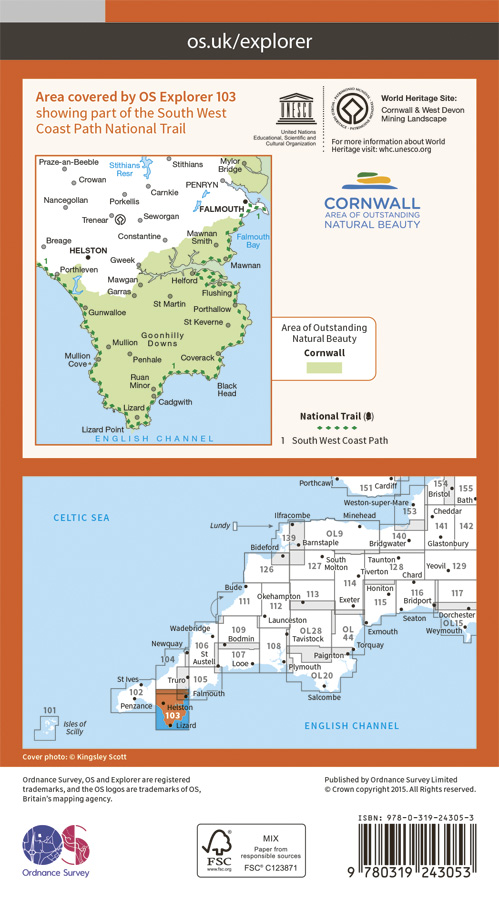 os.uk/explorer
Area covered by OS Explorer 103
showing part of the South West
Coast Path National Trail
UNESCO
United Nations
Educational, Scientific and
Cultural Organization
World Heritage Site:
Cornwall & West Devon
Mining Landscape
For more information about World
Heritage visit: whc.unesco.org
CORNWALL
AREA OF OUTSTANDING
NATURAL BEAUTY
Praze-an-Beeble
Stithians
Resr
Stithians
Mylor
Bridge
Crowan
Carnkie
PENRYN
Nancegollan
Porkellis
FALMOUTH
Trenear
Seworgan
1
Constantine
Mawnan
Smith
Falmouth
Bay
Breage
HELSTON
Gweek
Mawnan
1
Porthleven
Mawgan
Helford
Garras
Flushing
St Martin
Porthallow
Gunwalloe
St Keverne
Goonhilly
Downs
Mullion
Mullion
Cove
Penhale
Coverack
Ruan
Minor
1
Black
Head
Cadgwith
Lizard
Lizard Point
ENGLISH CHANNEL
Area of Outstanding
Natural Beauty
Cornwall
National Trail
1 South West Coast Path
CELTIC SEA
Porthcawl
151
Cardiff
154
Bristol
155
Bath
Weston-super-Mare
153
Cheddar
Ilfracombe
Minehead
141
142
Lundy
139
OL9
140
Barnstaple
Bridgwater
Glastonbury
Bideford
126
127
South
Molton
Taunton
128
Tiverton
Yeovil
129
114
Chard
Bude
Okehampton
113
Honiton
116
117
111
112
Exeter
115
Bridport
Launceston
Dorchester
Seaton
OL15
Weymouth
Wadebridge
109
OL28
OL
44
Exmouth
Bodmin
Tavistock
Newquay
106
Torquay
104
St
Austell
107
108
Paignton
Looe
Plymouth
St Ives
Truro
105
OL20
102
Falmouth
Salcombe
Penzance
Helston
101
Isles of
Scilly
103
Lizard
ENGLISH CHANNEL
Cover photo: © Kingsley Scott
Ordnance Survey, OS and Explorer are registered
trademarks, and the OS logos are trademarks of OS,
Britain's mapping agency.
Published by Ordnance Survey Limited
© Crown copyright 2015. All Rights reserved.
Ordnance Survey
FSC
www.fsc.org
MIX
Paper from
responsible sources
FSC® C123871
ISBN: 978-0-319-24305-3
9 780319 243053